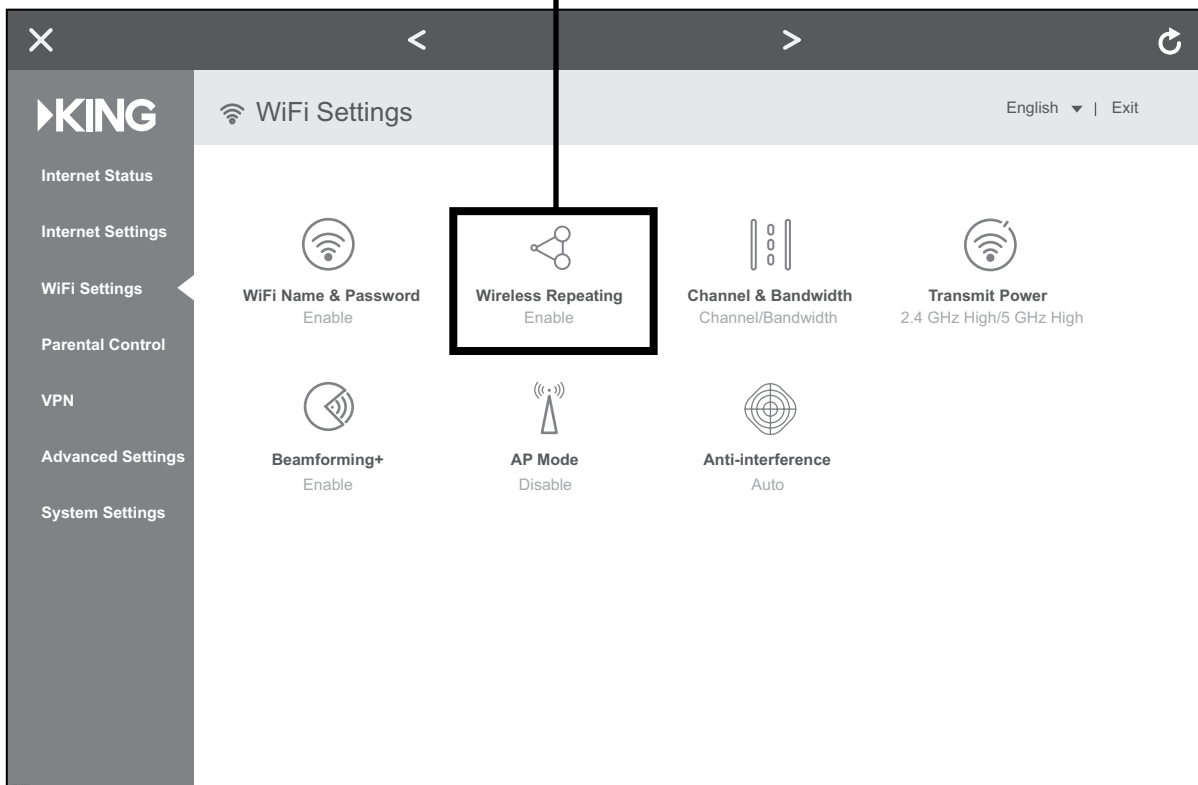 KING
WiFi Settings
English | Exit
Internet Status
Internet Settings
WiFi Settings
Parental Control
VPN
Advanced Settings
System Settings
WiFi Name & Password
Enable
Wireless Repeating
Enable
Channel & Bandwidth
Channel/Bandwidth
Transmit Power
2.4 GHz High/5 GHz High
Beamforming+
Enable
AP Mode
Disable
Anti-interference
Auto